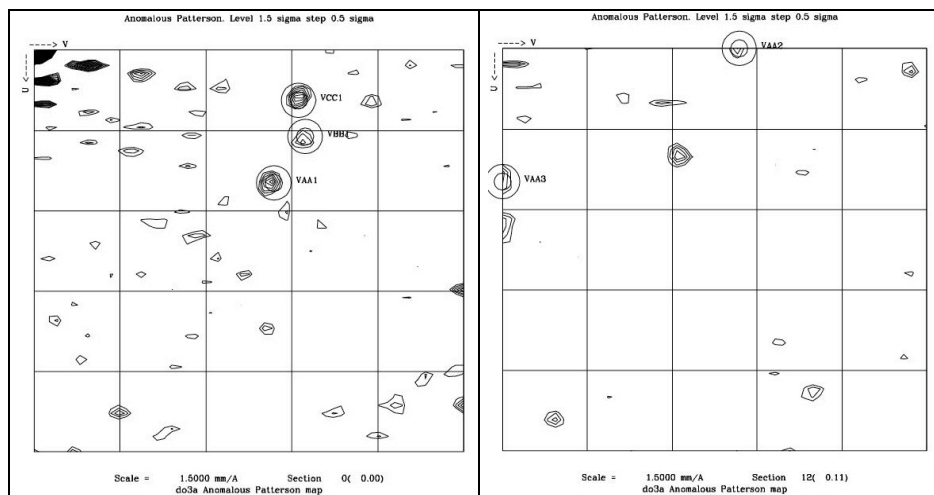 Anomalous Patterson. Level 1.5 sigma step 0.5 sigma
V
U
VCC1
VBB1
VAA1
Scale = 1.5000 mm/A Section 0( 0.00)
do3a Anomalous Patterson map
Anomalous Patterson. Level 1.5 sigma step 0.5 sigma
V
U
VAA2
VAA3
Scale = 1.5000 mm/A Section 12( 0.11)
do3a Anomalous Patterson map